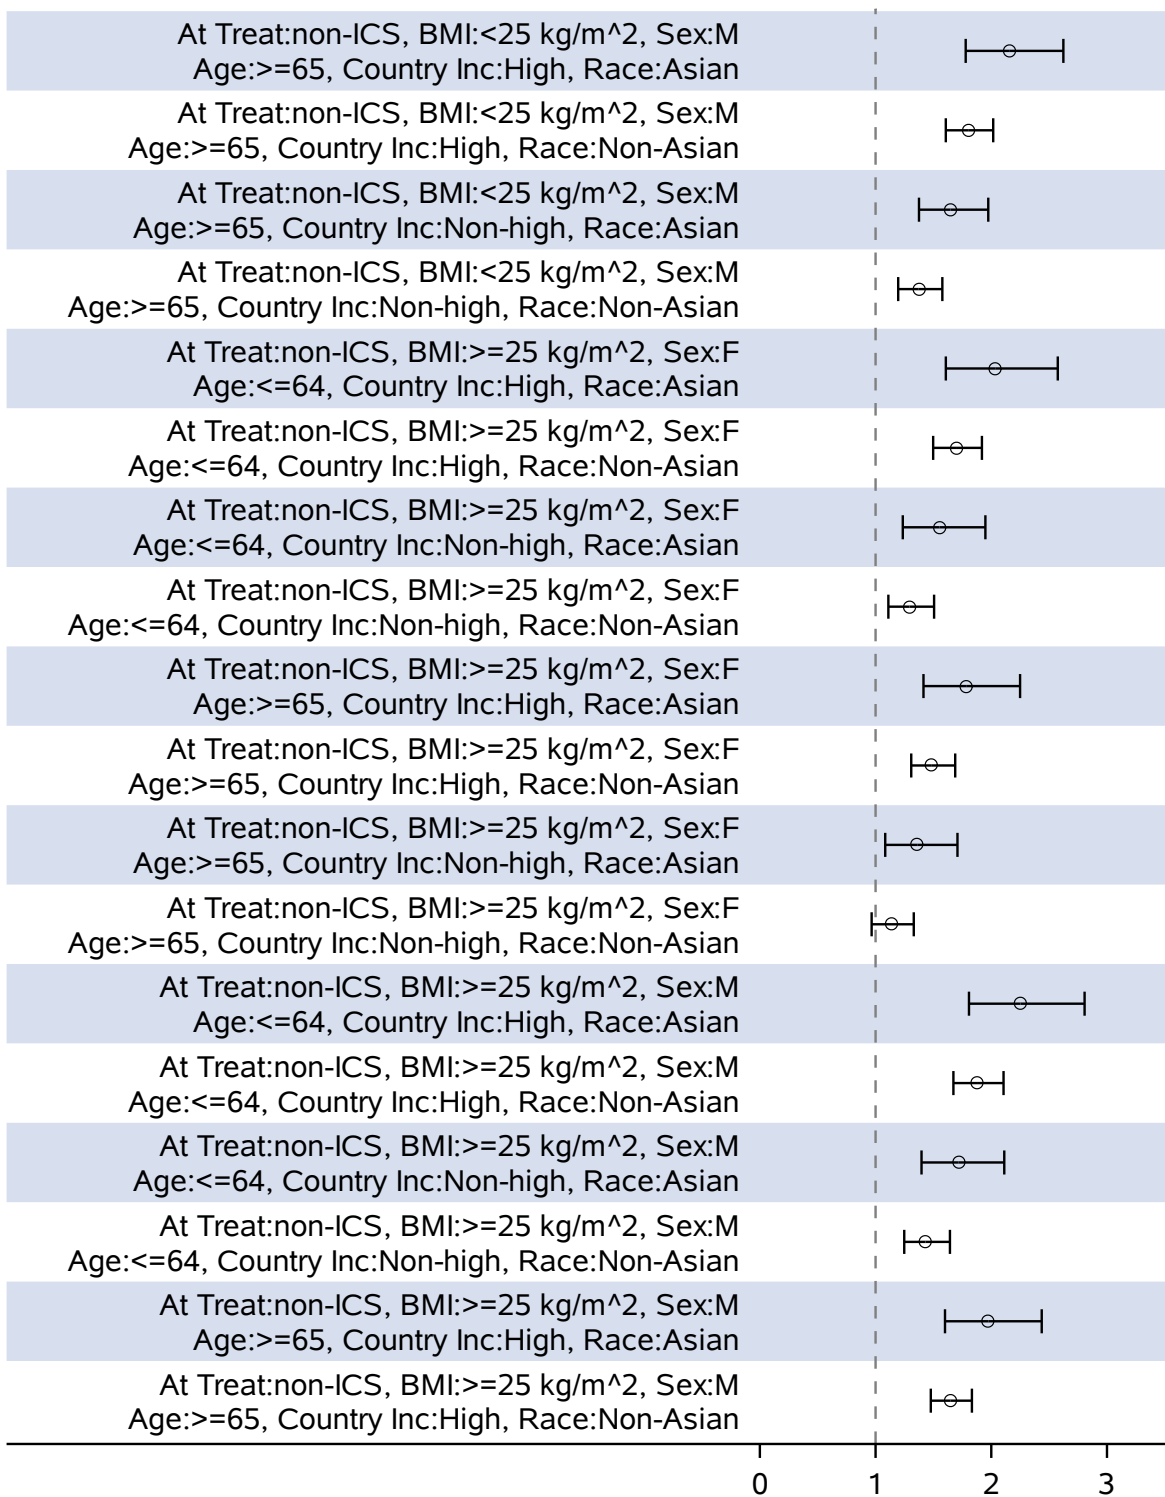 At Treat:non-ICS, BMI:<25 kg/m^2, Sex:M
Age:>=65, Country Inc:High, Race:Asian
At Treat:non-ICS, BMI:<25 kg/m^2, Sex:M
Age:>=65, Country Inc:High, Race:Non-Asian
At Treat:non-ICS, BMI:<25 kg/m^2, Sex:M
Age:>=65, Country Inc:Non-high, Race:Asian
At Treat:non-ICS, BMI:<25 kg/m^2, Sex:M
Age:>=65, Country Inc:Non-high, Race:Non-Asian
At Treat:non-ICS, BMI:>=25 kg/m^2, Sex:F
Age:<=64, Country Inc:High, Race:Asian
At Treat:non-ICS, BMI:>=25 kg/m^2, Sex:F
Age:<=64, Country Inc:High, Race:Non-Asian
At Treat:non-ICS, BMI:>=25 kg/m^2, Sex:F
Age:<=64, Country Inc:Non-high, Race:Asian
At Treat:non-ICS, BMI:>=25 kg/m^2, Sex:F
Age:<=64, Country Inc:Non-high, Race:Non-Asian
At Treat:non-ICS, BMI:>=25 kg/m^2, Sex:F
Age:>=65, Country Inc:High, Race:Asian
At Treat:non-ICS, BMI:>=25 kg/m^2, Sex:F
Age:>=65, Country Inc:High, Race:Non-Asian
At Treat:non-ICS, BMI:>=25 kg/m^2, Sex:F
Age:>=65, Country Inc:Non-high, Race:Asian
At Treat:non-ICS, BMI:>=25 kg/m^2, Sex:F
Age:>=65, Country Inc:Non-high, Race:Non-Asian
At Treat:non-ICS, BMI:>=25 kg/m^2, Sex:M
Age:<=64, Country Inc:High, Race:Asian
At Treat:non-ICS, BMI:>=25 kg/m^2, Sex:M
Age:<=64, Country Inc:High, Race:Non-Asian
At Treat:non-ICS, BMI:>=25 kg/m^2, Sex:M
Age:<=64, Country Inc:Non-high, Race:Asian
At Treat:non-ICS, BMI:>=25 kg/m^2, Sex:M
Age:<=64, Country Inc:Non-high, Race:Non-Asian
At Treat:non-ICS, BMI:>=25 kg/m^2, Sex:M
Age:>=65, Country Inc:High, Race:Asian
At Treat:non-ICS, BMI:>=25 kg/m^2, Sex:M
Age:>=65, Country Inc:High, Race:Non-Asian
0 1 2 3